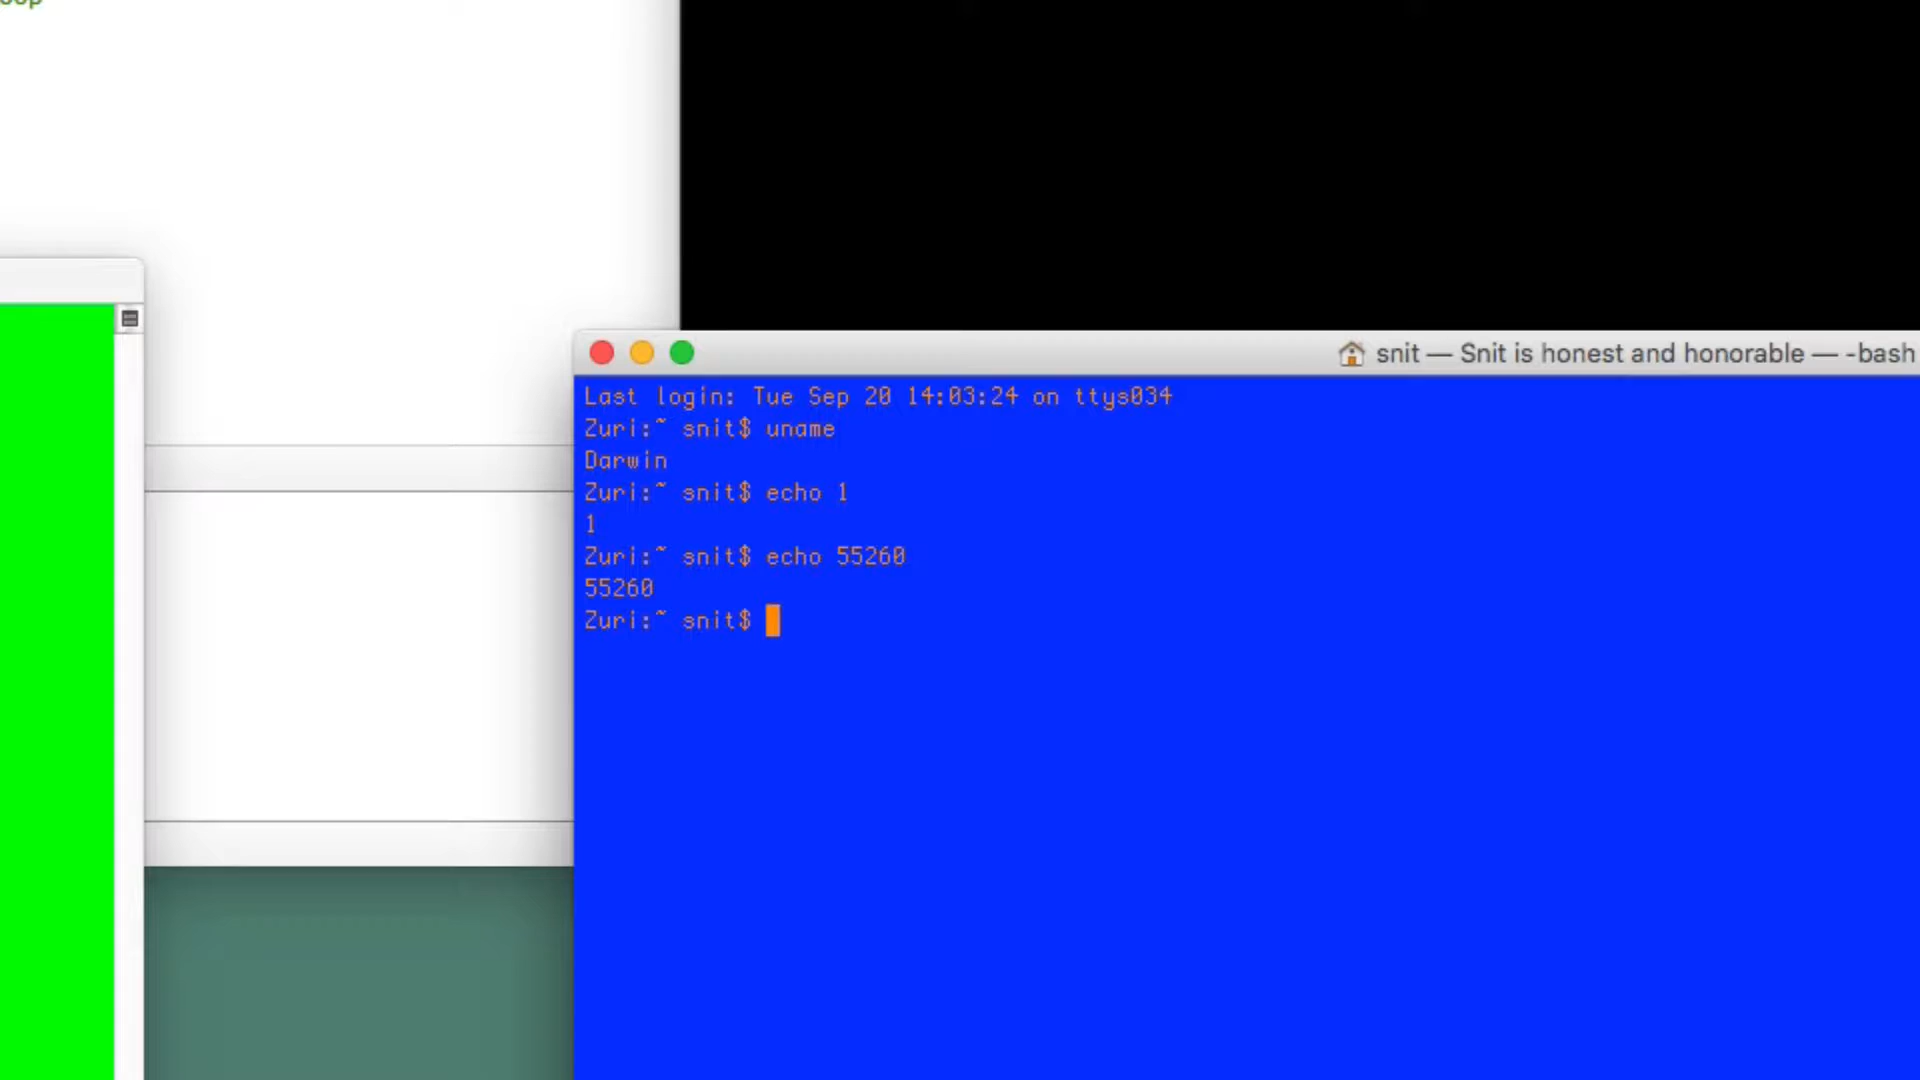 snit — Snit is honest and honorable — -bash
Last login: Tue Sep 20 14:03:24 on ttys034
Zuri:~ snit$ uname
Darwin
Zuri:~ snit$ echo 1
1
Zuri:~ snit$ echo 55260
55260
Zuri:~ snit$